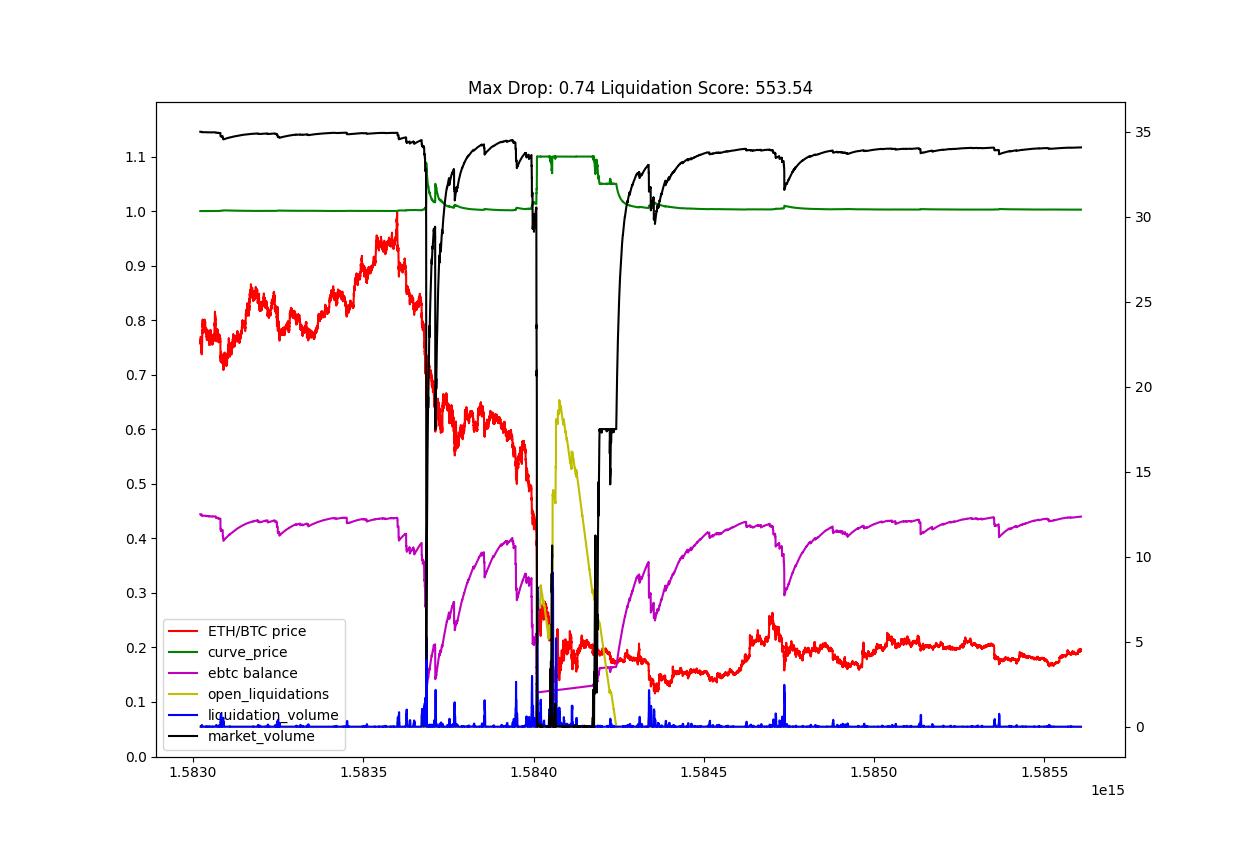 Max Drop: 0.74 Liquidation Score: 553.54
1.1
1.0
0.9
0.8
0.7
0.6
0.5
0.4
0.3
0.2
0.1
0.0
35
30
25
20
15
10
5
0
ETH/BTC price
curve_price
ebtc balance
open_liquidations
liquidation_volume
market_volume
1.5830 1.5835 1.5840 1.5845 1.5850 1.5855
1e15